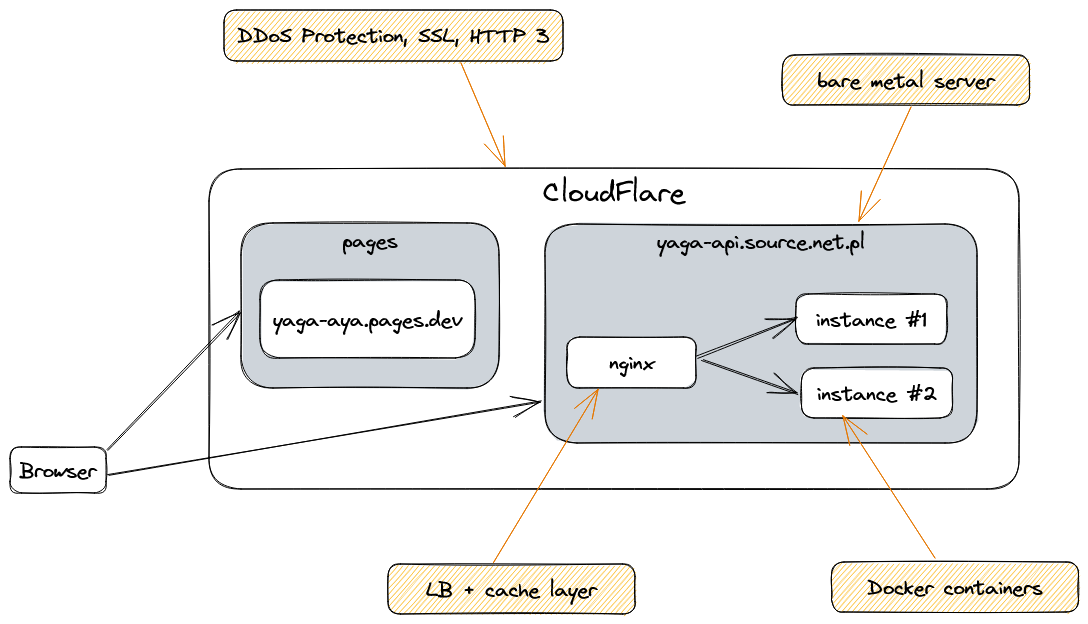 DDoS Protection, SSL, HTTP 3
bare metal server
CloudFlare
pages
yaga-api.source.net.pl
yaga-aya.pages.dev
instance #1
nginx
instance #2
Browser
LB + cache layer
Docker containers